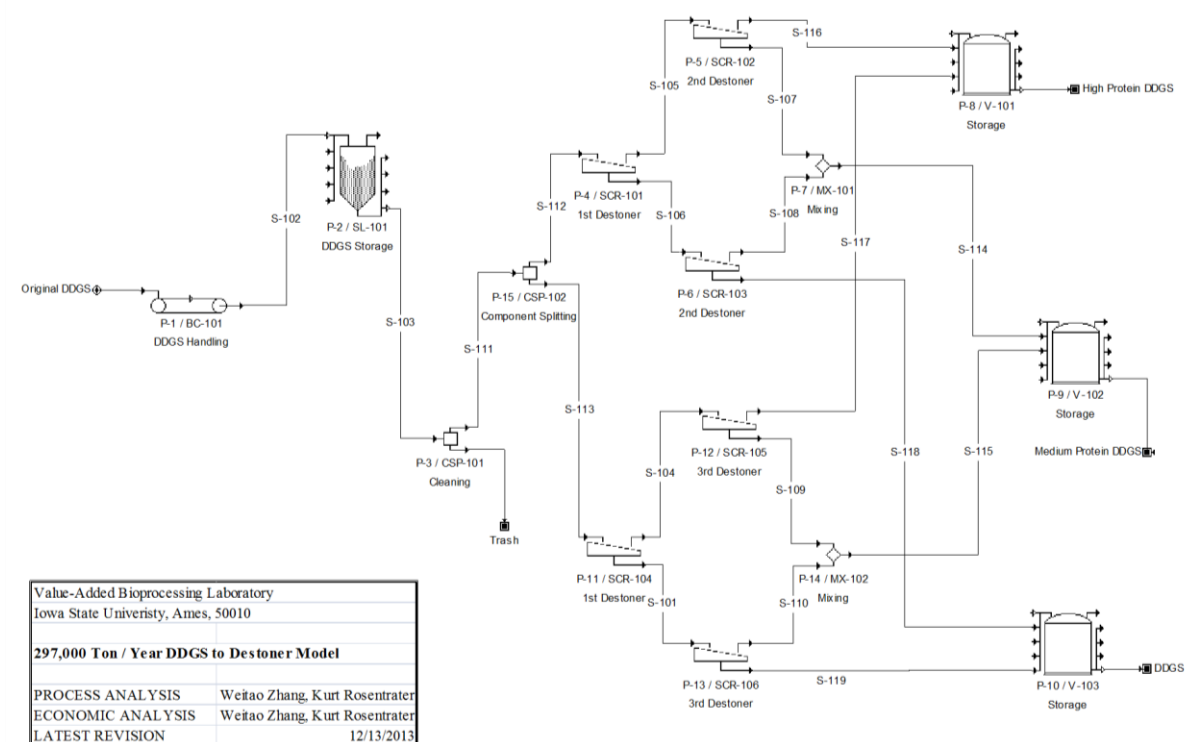 S-116
P-5 / SCR-102
2nd Destoner
S-105
S-107
High Protein DDGS
P-8 / V-101
Storage
P-4 / SCR-101
1st Destoner
P-7 / MX-101
Mixing
S-112
S-106
S-108
S-102
P-2 / SL-101
DDGS Storage
S-117
S-114
Original DDGS
P-1 / BC-101
DDGS Handling
P-15 / CSP-102
Component Splitting
P-6 / SCR-103
2nd Destoner
S-103
S-111
P-9 / V-102
Storage
S-113
P-3 / CSP-101
Cleaning
P-12 / SCR-105
3rd Destoner
S-104
S-118
S-115
Medium Protein DDGS
S-109
Trash
P-11 / SCR-104
1st Destoner
S-101
P-14 / MX-102
Mixing
S-110
P-13 / SCR-106
3rd Destoner
S-119
DDGS
P-10 / V-103
Storage
Value-Added Bioprocessing Laboratory
Iowa State Univeristy, Ames, 50010
297,000 Ton / Year DDGS to Destoner Model
PROCESS ANALYSIS Weitao Zhang, Kurt Rosentrater
ECONOMIC ANALYSIS Weitao Zhang, Kurt Rosentrater
LATEST REVISION 12/13/2013